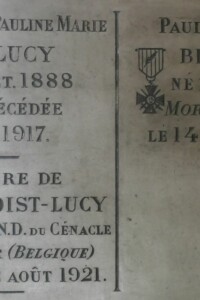 PAULINE MARIE
LUCY
T. 1888
ÉCÉDÉE
1917.
RE DE
OIST-LUCY
N.D. DU CÉNACLE
(BELGIQUE)
AOÛT 1921.
PAUL
B
NÉ
MOR
LE 14